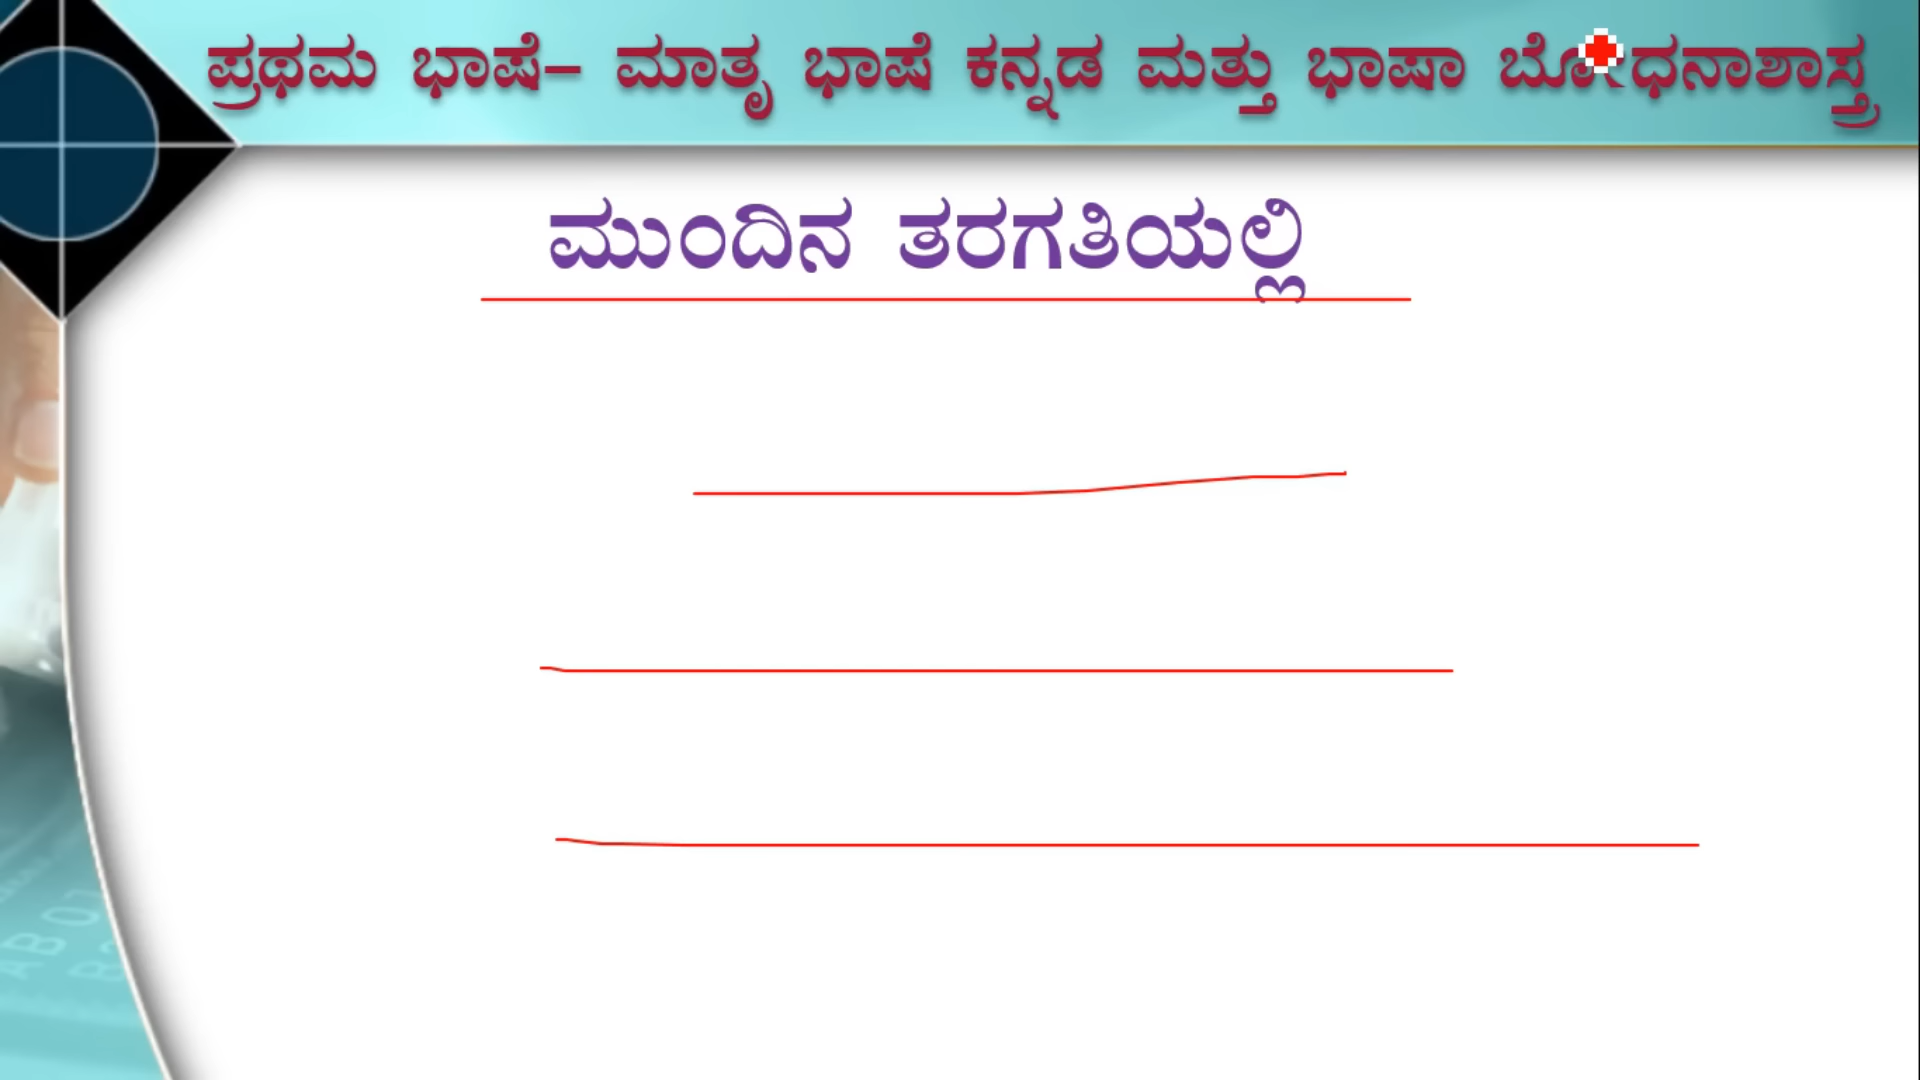 ಪ್ರಥಮ ಭಾಷೆ– ಮಾತೃ ಭಾಷೆ ಕನ್ನಡ ಮತ್ತು ಭಾಷಾ ಬೋಧನಾಶಾಸ್ತ್ರ
ಮುಂದಿನ ತರಗತಿಯಲ್ಲಿ